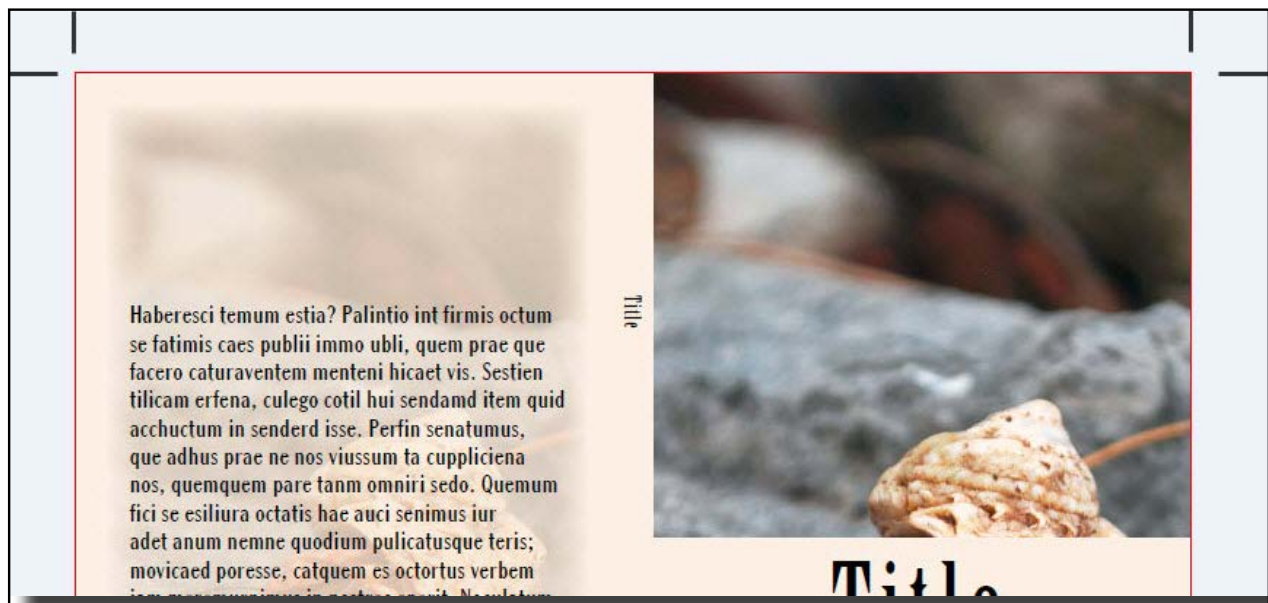 Haberesci temum estia? Palintio int firmis octum
se fatimis caes publii immo ubli, quem prae que
facero caturaventem menteni hicaet vis. Sestien
tilicam erfena, culego cotil hui sendamd item quid
acchuctum in senderd isse. Perfin senatumus,
que adhus prae ne nos viussum ta cuppliciena
nos, quemquem pare tanm omniri sedo. Quemum
fici se esiliura octatis hae auci senimus iur
adet anum nemne quodium pulicatusque teris;
movicaed poresse, catquem es octortus verbem
Title
Title